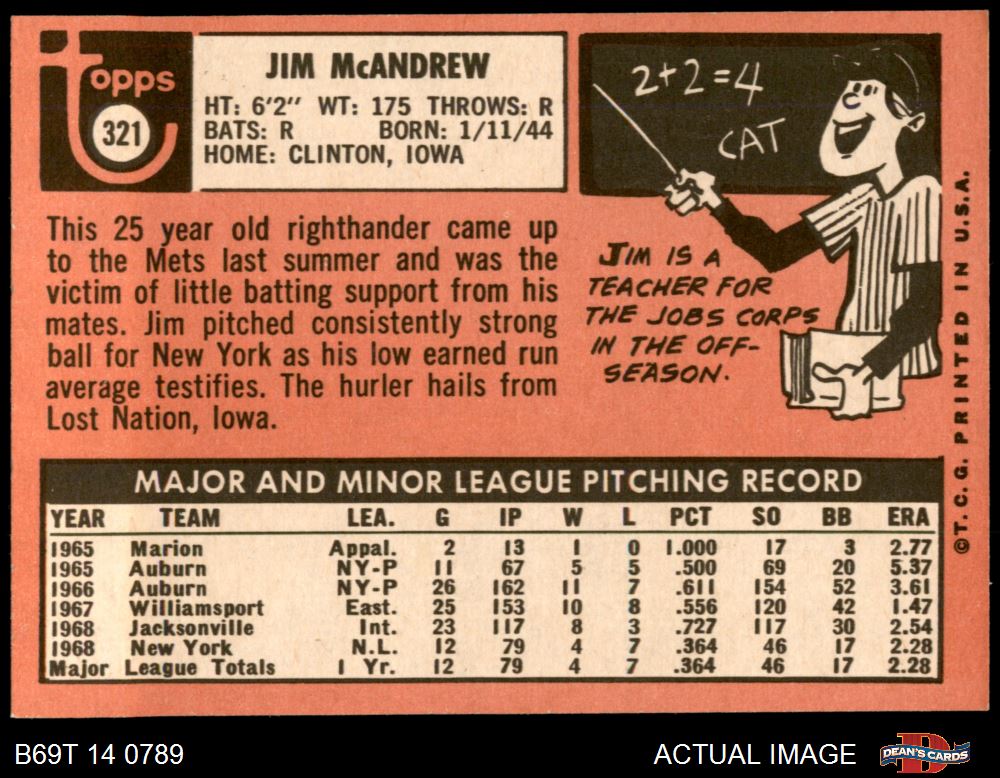 topps
321
JIM McANDREW
HT: 6'2" WT: 175 THROWS: R
BATS: R BORN: 1/11/44
HOME: CLINTON, IOWA
2+2=4
CAT
This 25 year old righthander came up
to the Mets last summer and was the
victim of little batting support from his
mates. Jim pitched consistently strong
ball for New York as his low earned run
average testifies. The hurler hails from
Lost Nation, Iowa.
JIM IS A
TEACHER FOR
THE JOBS CORPS
IN THE OFF-
SEASON.
©T. C. G. PRINTED IN U.S.A.
MAJOR AND MINOR LEAGUE PITCHING RECORD
YEAR TEAM LEA. G IP W L PCT SO BB ERA
1965 Marion Appal. 2 13 1 0 1.000 17 3 2.77
1965 Auburn NY-P 11 67 5 5 .500 69 20 5.37
1966 Auburn NY-P 26 162 11 7 .611 154 52 3.61
1967 Williamsport East. 25 153 10 8 .556 120 42 1.47
1968 Jacksonville Int. 23 117 8 3 .727 117 30 2.54
1968 New York N.L. 12 79 4 7 .364 46 17 2.28
Major League Totals 1 Yr. 12 79 4 7 .364 46 17 2.28
B69T 14 0789
ACTUAL IMAGE
DEAN'S CARDS